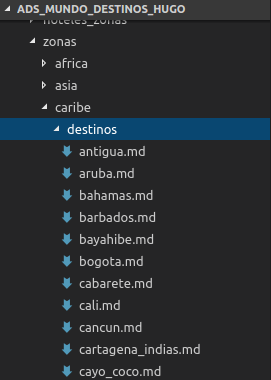 ADS_MUNDO_DESTINOS_HUGO
hoteles_zonas
zonas
africa
asia
caribe
destinos
antigua.md
aruba.md
bahamas.md
barbados.md
bayahibe.md
bogota.md
cabarete.md
cali.md
cancun.md
cartagena_indias.md
cayo_coco.md